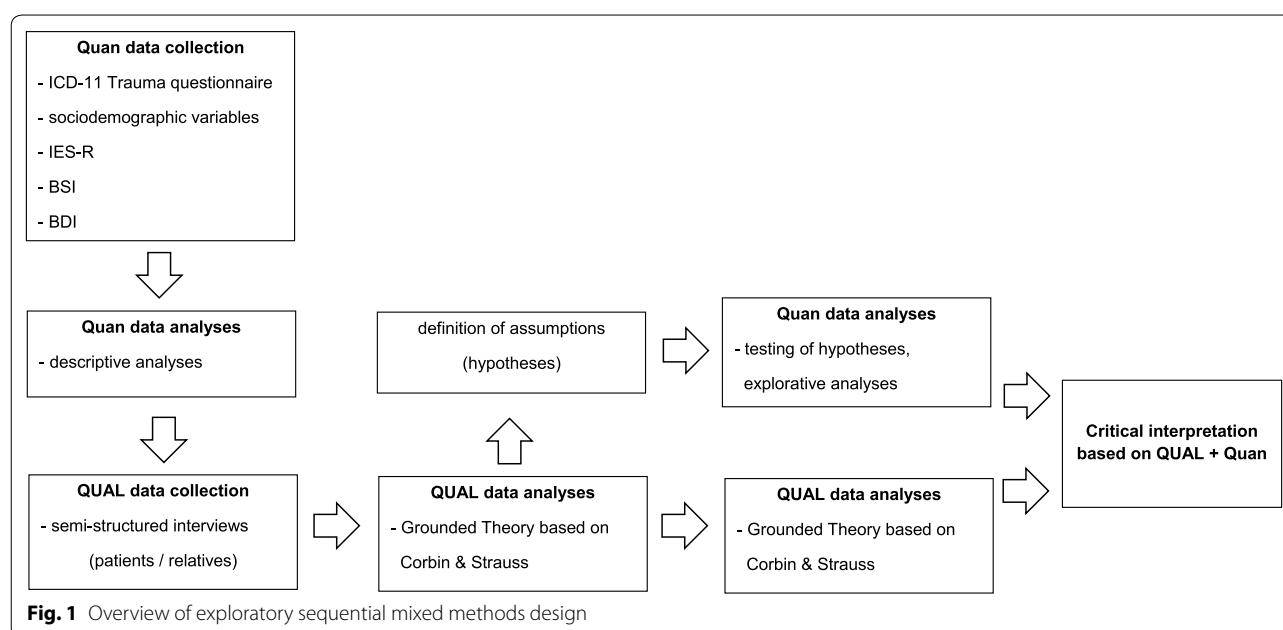 Quan data collection
- ICD-11 Trauma questionnaire
- sociodemographic variables
- IES-R
- BSI
- BDI
Quan data analyses
- descriptive analyses
QUAL data collection
- semi-structured interviews
(patients / relatives)
QUAL data analyses
- Grounded Theory based on
Corbin & Strauss
definition of assumptions
(hypotheses)
Quan data analyses
- testing of hypotheses,
explorative analyses
QUAL data analyses
- Grounded Theory based on
Corbin & Strauss
Critical interpretation
based on QUAL + Quan
Fig. 1 Overview of exploratory sequential mixed methods design